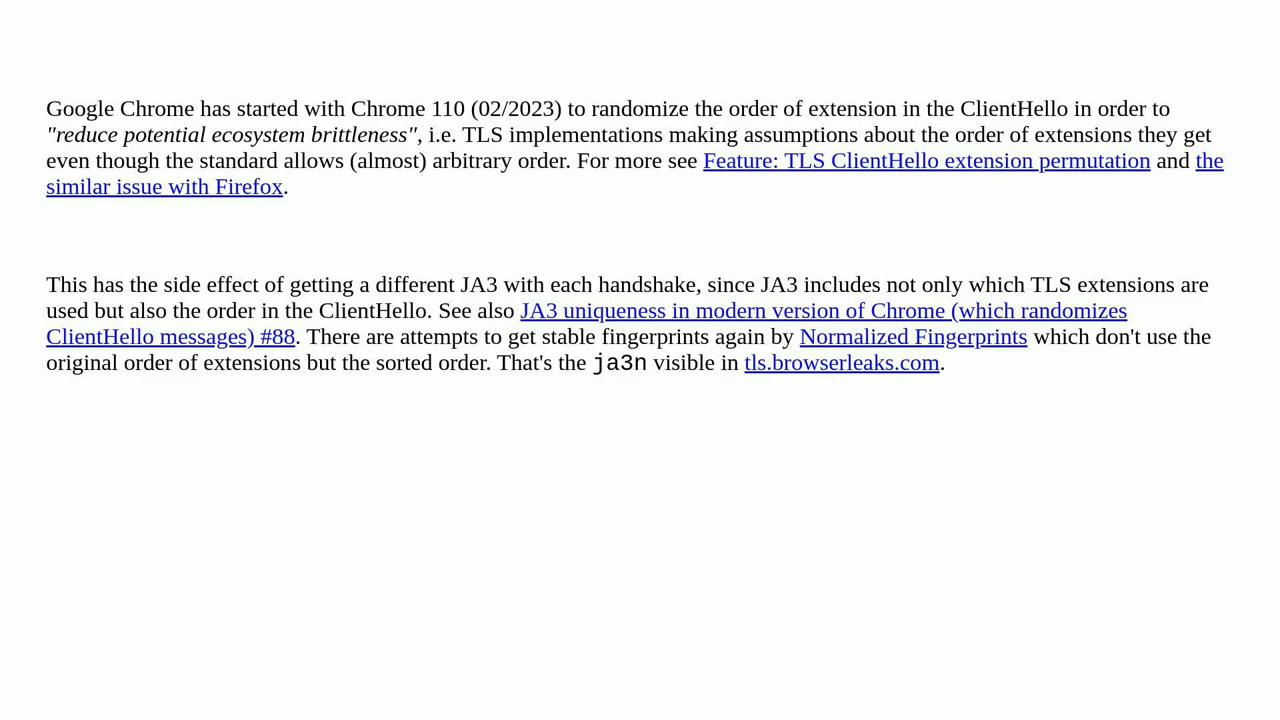 Google Chrome has started with Chrome 110 (02/2023) to randomize the order of extension in the ClientHello in order to
"reduce potential ecosystem brittleness", i.e. TLS implementations making assumptions about the order of extensions they get
even though the standard allows (almost) arbitrary order. For more see Feature: TLS ClientHello extension permutation and the
similar issue with Firefox.
This has the side effect of getting a different JA3 with each handshake, since JA3 includes not only which TLS extensions are
used but also the order in the ClientHello. See also JA3 uniqueness in modern version of Chrome (which randomizes
ClientHello messages) #88. There are attempts to get stable fingerprints again by Normalized Fingerprints which don't use the
original order of extensions but the sorted order. That's the ja3n visible in tls.browserleaks.com.